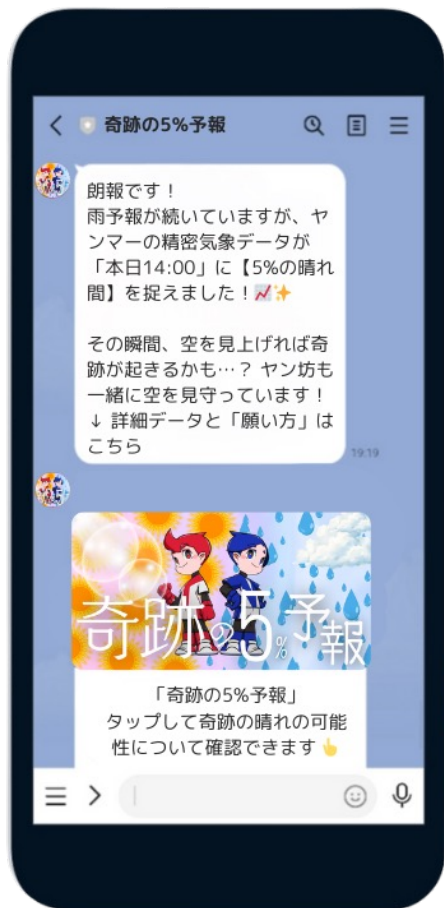 奇跡の5%予報
朗報です！
雨予報が続いていますが、ヤ
ンマーの精密気象データが
「本日14:00」に【5%の晴れ
間】を捉えました！📈✨
その瞬間、空を見上げれば奇
跡が起きるかも…？ ヤン坊も
一緒に空を見守っています！
↓ 詳細データと「願い方」は
こちら
19:19
奇跡の5%予報
「奇跡の5%予報」
タップして奇跡の晴れの可能
性について確認できます👆